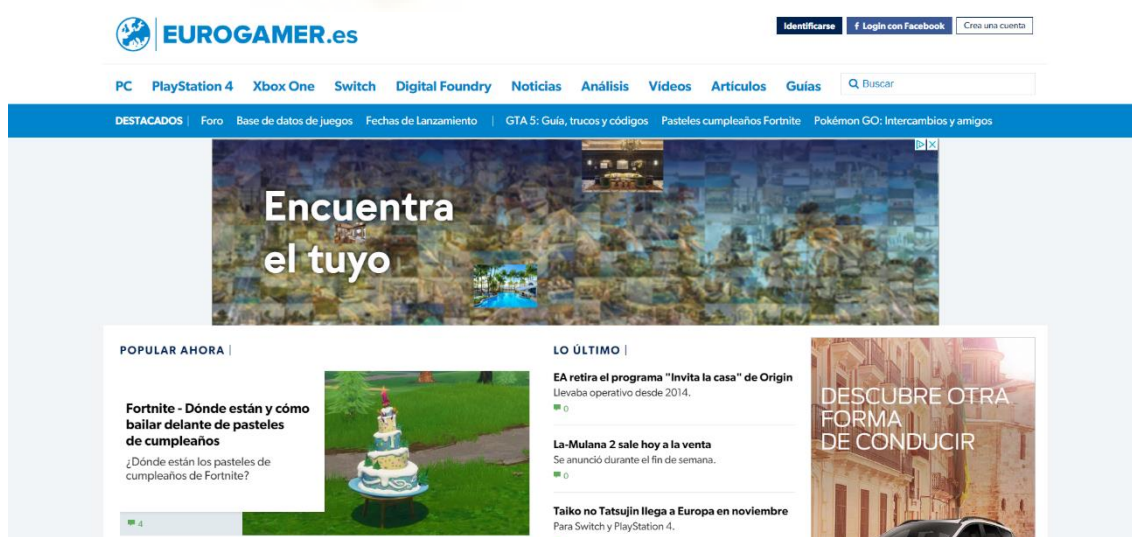 EUROGAMER.es
Identificarse
f Login con Facebook
Crea una cuenta
PC PlayStation 4 Xbox One Switch Digital Foundry Noticias Análisis Vídeos Artículos Guías
Buscar
DESTACADOS | Foro Base de datos de juegos Fechas de Lanzamiento | GTA 5: Guía, trucos y códigos Pasteles cumpleaños Fortnite Pokémon GO: Intercambios y amigos
Encuentra
el tuyo
POPULAR AHORA |
Fortnite - Dónde están y cómo
bailar delante de pasteles
de cumpleaños
¿Dónde están los pasteles de
cumpleaños de Fortnite?
4
LO ÚLTIMO |
EA retira el programa "Invita la casa" de Origin
Llevaba operativo desde 2014.
0
La-Mulana 2 sale hoy a la venta
Se anunció durante el fin de semana.
0
Taiko no Tatsujin llega a Europa en noviembre
Para Switch y PlayStation 4.
DESCUBRE OTRA
FORMA
DE CONDUCIR